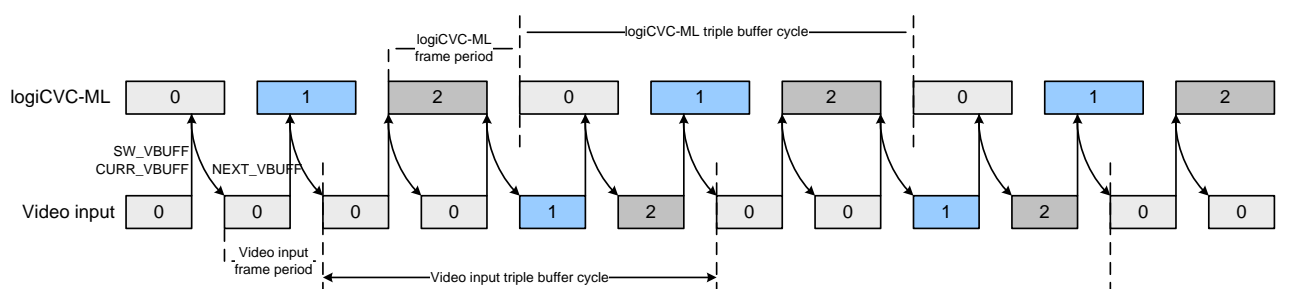 logiCVC-ML
frame period
logiCVC-ML triple buffer cycle
logiCVC-ML 0 1 2 0 1 2 0 1 2
SW_VBUFF
CURR_VBUFF NEXT_VBUFF
Video input 0 0 0 0 1 2 0 0 1 2 0 0
Video input
frame period
Video input triple buffer cycle